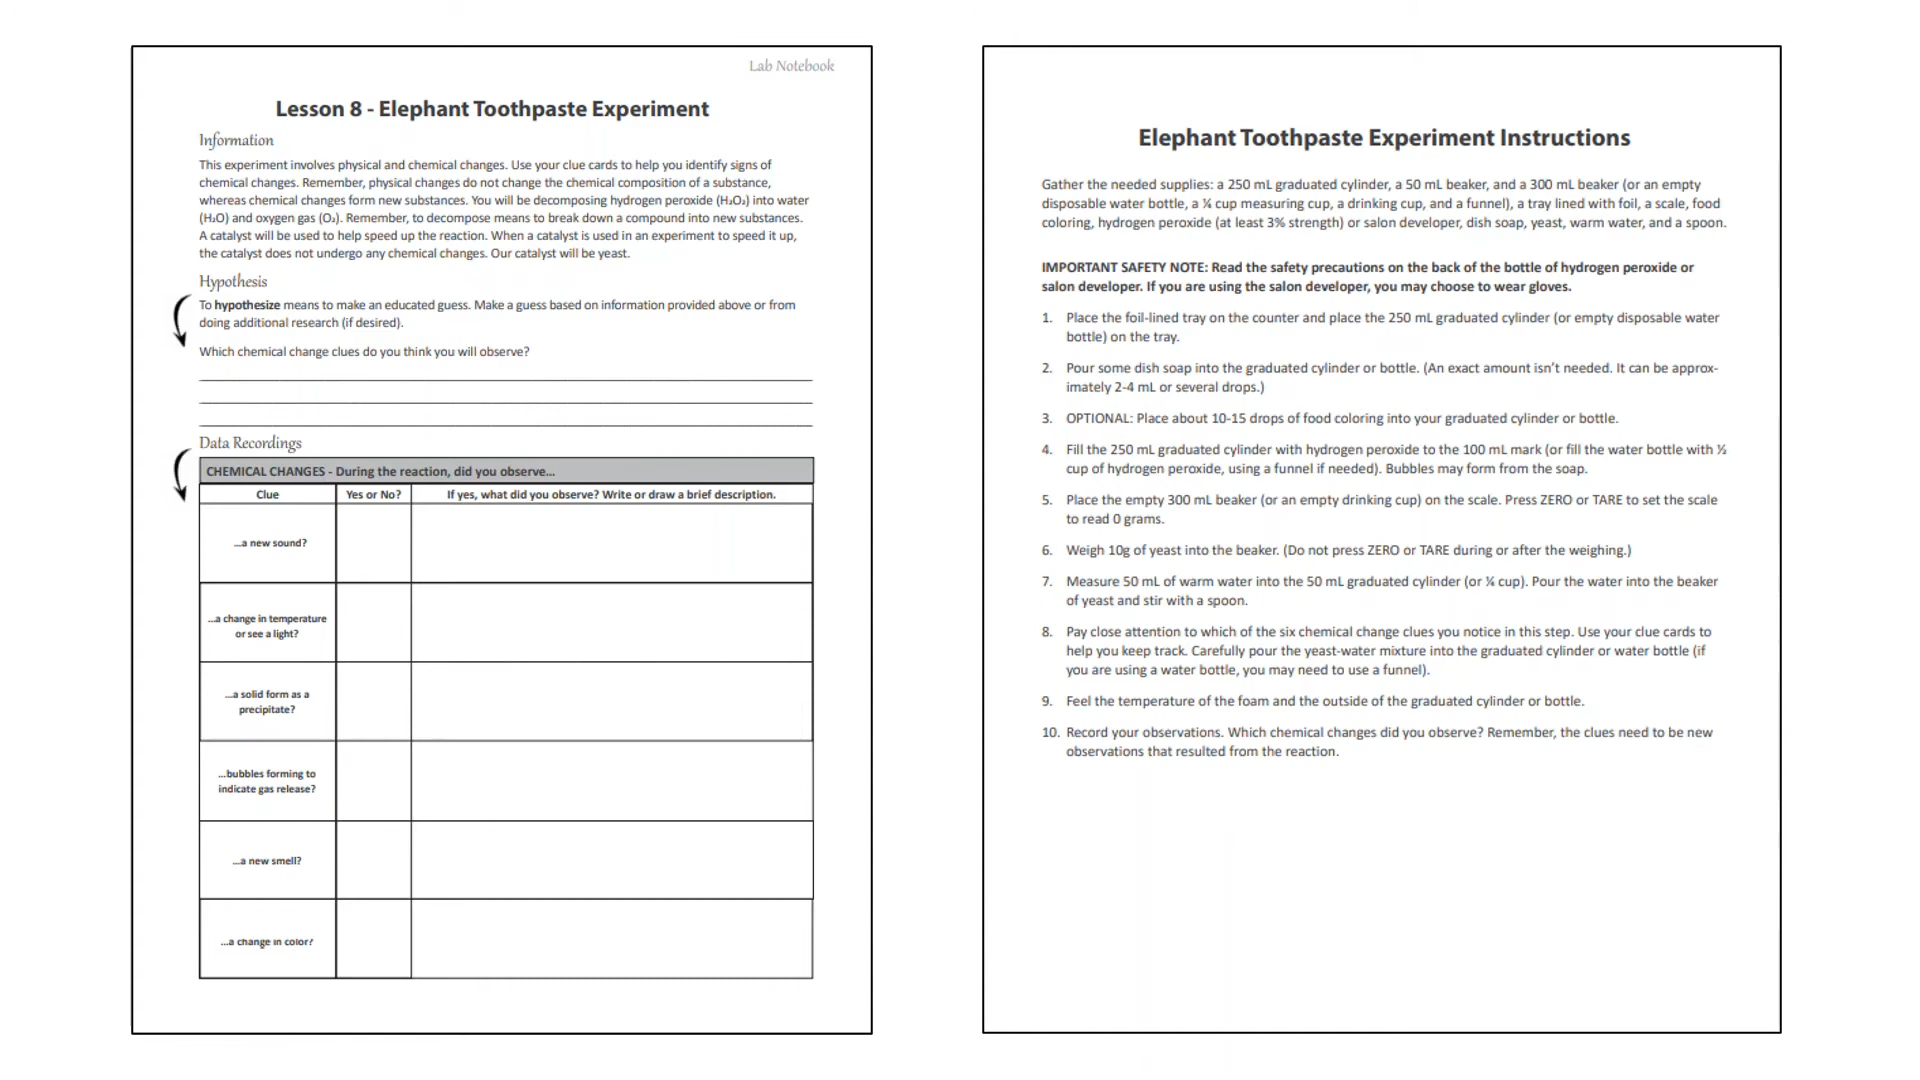 Lab Notebook
Lesson 8 - Elephant Toothpaste Experiment
Information
This experiment involves physical and chemical changes. Use your clue cards to help you identify signs of
chemical changes. Remember, physical changes do not change the chemical composition of a substance,
whereas chemical changes form new substances. You will be decomposing hydrogen peroxide (H₂O₂) into water
(H₂O) and oxygen gas (O₂). Remember, to decompose means to break down a compound into new substances.
A catalyst will be used to help speed up the reaction. When a catalyst is used in an experiment to speed it up,
the catalyst does not undergo any chemical changes. Our catalyst will be yeast.
Hypothesis
To hypothesize means to make an educated guess. Make a guess based on information provided above or from
doing additional research (if desired).
Which chemical change clues do you think you will observe?
Data Recordings
CHEMICAL CHANGES - During the reaction, did you observe...
Clue Yes or No? If yes, what did you observe? Write or draw a brief description.
...a new sound?
...a change in temperature
or see a light?
...a solid form as a
precipitate?
...bubbles forming to
indicate gas release?
...a new smell?
...a change in color?
Elephant Toothpaste Experiment Instructions
Gather the needed supplies: a 250 mL graduated cylinder, a 50 mL beaker, and a 300 mL beaker (or an empty
disposable water bottle, a ¼ cup measuring cup, a drinking cup, and a funnel), a tray lined with foil, a scale, food
coloring, hydrogen peroxide (at least 3% strength) or salon developer, dish soap, yeast, warm water, and a spoon.
IMPORTANT SAFETY NOTE: Read the safety precautions on the back of the bottle of hydrogen peroxide or
salon developer. If you are using the salon developer, you may choose to wear gloves.
1. Place the foil-lined tray on the counter and place the 250 mL graduated cylinder (or empty disposable water
bottle) on the tray.
2. Pour some dish soap into the graduated cylinder or bottle. (An exact amount isn't needed. It can be approx-
imately 2-4 mL or several drops.)
3. OPTIONAL: Place about 10-15 drops of food coloring into your graduated cylinder or bottle.
4. Fill the 250 mL graduated cylinder with hydrogen peroxide to the 100 mL mark (or fill the water bottle with ½
cup of hydrogen peroxide, using a funnel if needed). Bubbles may form from the soap.
5. Place the empty 300 mL beaker (or an empty drinking cup) on the scale. Press ZERO or TARE to set the scale
to read 0 grams.
6. Weigh 10g of yeast into the beaker. (Do not press ZERO or TARE during or after the weighing.)
7. Measure 50 mL of warm water into the 50 mL graduated cylinder (or ¼ cup). Pour the water into the beaker
of yeast and stir with a spoon.
8. Pay close attention to which of the six chemical change clues you notice in this step. Use your clue cards to
help you keep track. Carefully pour the yeast-water mixture into the graduated cylinder or water bottle (if
you are using a water bottle, you may need to use a funnel).
9. Feel the temperature of the foam and the outside of the graduated cylinder or bottle.
10. Record your observations. Which chemical changes did you observe? Remember, the clues need to be new
observations that resulted from the reaction.